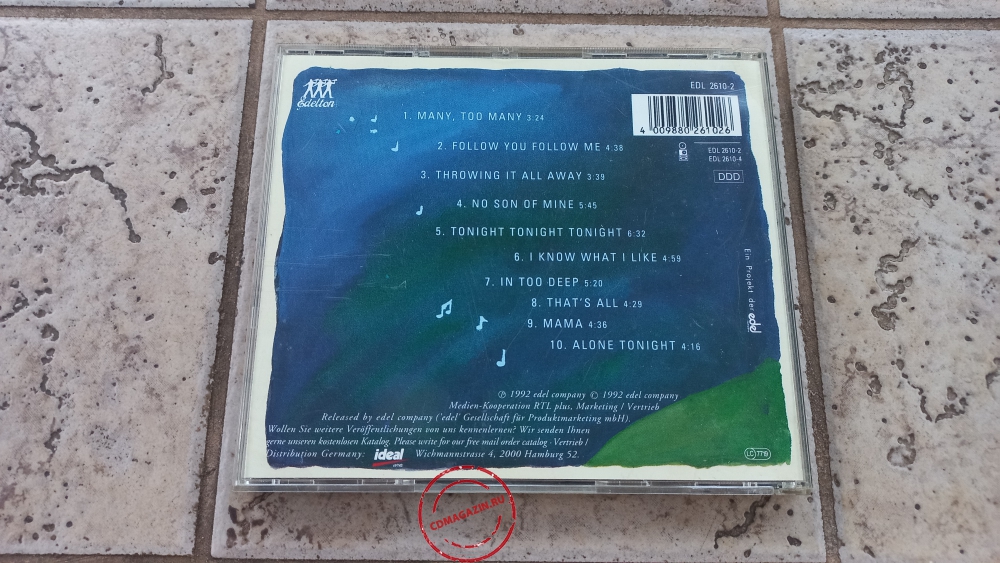 Edelton
EDL 2610-2
4 009880 261026
EDL 2610-2
EDL 2610-4
DDD
1. MANY, TOO MANY 3:24
2. FOLLOW YOU FOLLOW ME 4:38
3. THROWING IT ALL AWAY 3:39
4. NO SON OF MINE 5:45
5. TONIGHT TONIGHT TONIGHT 6:32
6. I KNOW WHAT I LIKE 4:59
7. IN TOO DEEP 5:20
8. THAT'S ALL 4:29
9. MAMA 4:36
10. ALONE TONIGHT 4:16
Ein Projekt der edel
℗ 1992 edel company © 1992 edel company
Medien-Kooperation RTL plus, Marketing / Vertrieb
Released by edel company ('edel' Gesellschaft für Produktmarketing mbH).
Wollen Sie weitere Veröffentlichungen von uns kennenlernen? Wir senden Ihnen
gerne unseren kostenlosen Katalog. Please write for our free mail order catalog · Vertrieb /
Distribution Germany: ideal Wichmannstrasse 4, 2000 Hamburg 52.
LC 7719
CDMAGAZIN.RU